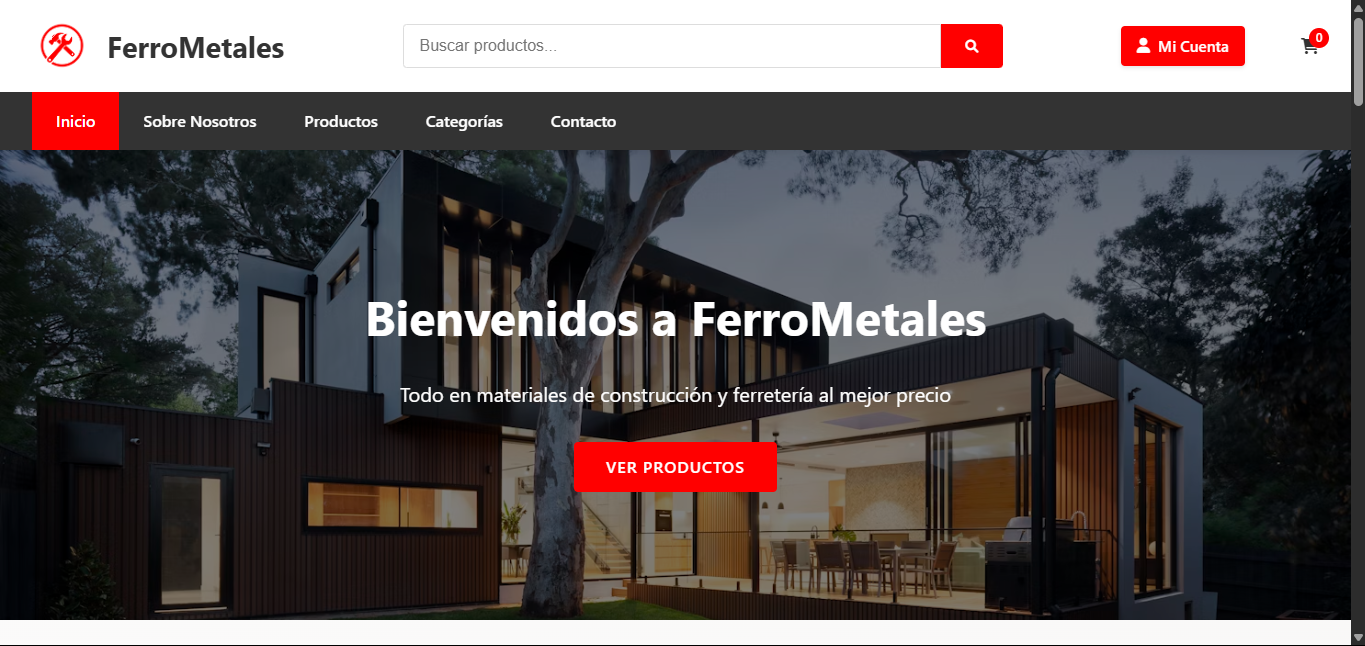 FerroMetales
Buscar productos...
Mi Cuenta
0
Inicio
Sobre Nosotros
Productos
Categorías
Contacto
Bienvenidos a FerroMetales
Todo en materiales de construcción y ferretería al mejor precio
VER PRODUCTOS